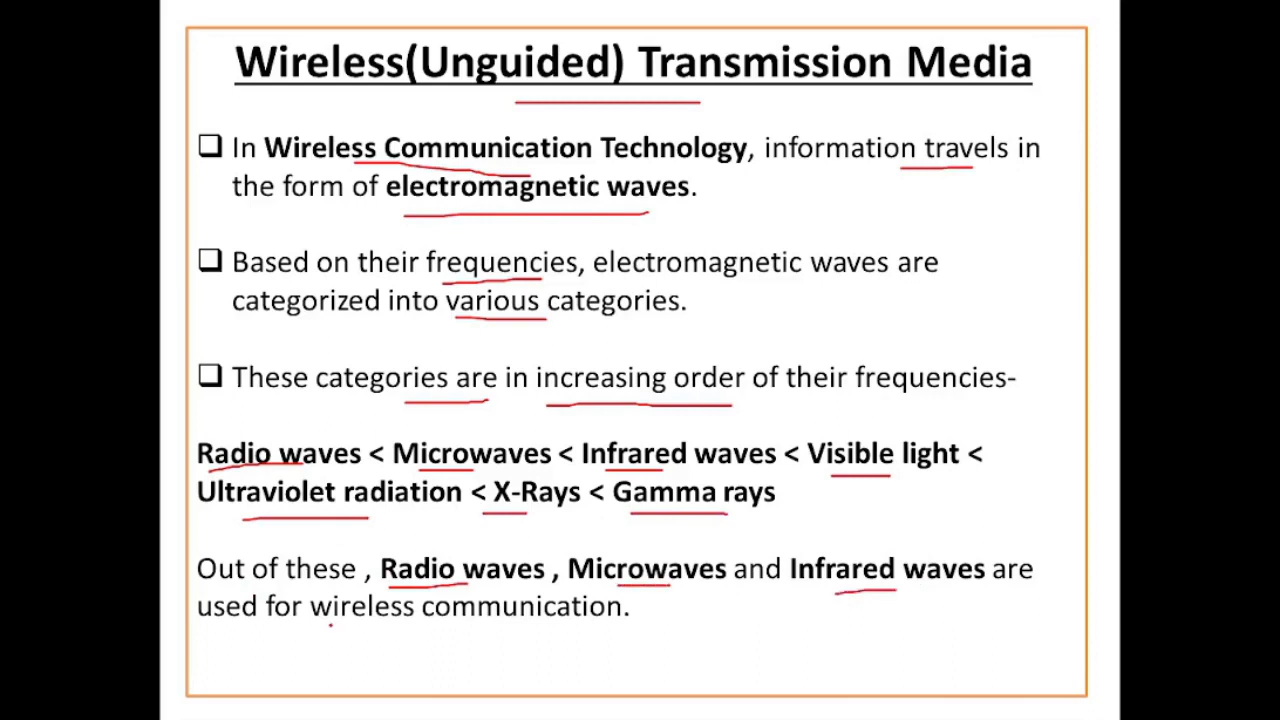 Wireless(Unguided) Transmission Media
❑ In Wireless Communication Technology, information travels in
the form of electromagnetic waves.
❑ Based on their frequencies, electromagnetic waves are
categorized into various categories.
❑ These categories are in increasing order of their frequencies-
Radio waves < Microwaves < Infrared waves < Visible light <
Ultraviolet radiation < X-Rays < Gamma rays
Out of these , Radio waves , Microwaves and Infrared waves are
used for wireless communication.